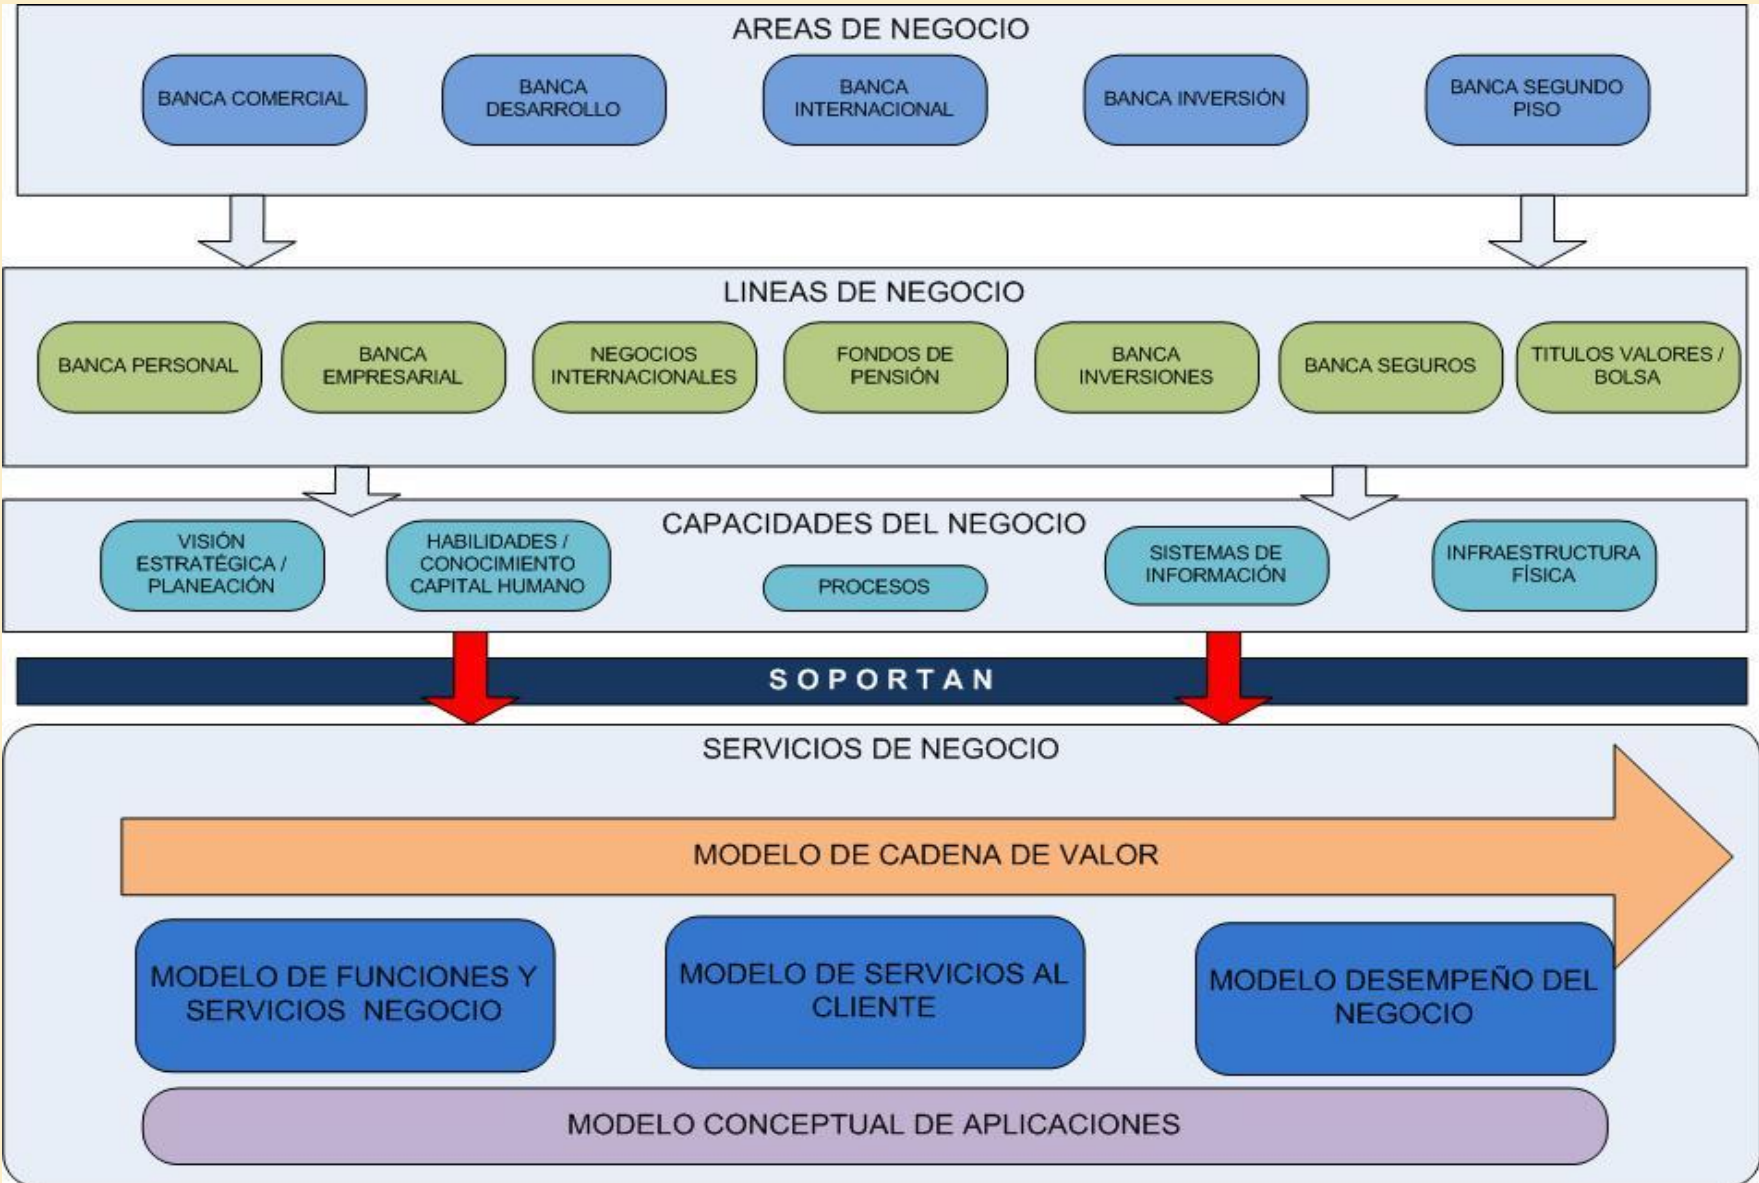 AREAS DE NEGOCIO
BANCA COMERCIAL
BANCA
DESARROLLO
BANCA
INTERNACIONAL
BANCA INVERSIÓN
BANCA SEGUNDO
PISO
LINEAS DE NEGOCIO
BANCA PERSONAL
BANCA
EMPRESARIAL
NEGOCIOS
INTERNACIONALES
FONDOS DE
PENSIÓN
BANCA
INVERSIONES
BANCA SEGUROS
TITULOS VALORES /
BOLSA
CAPACIDADES DEL NEGOCIO
VISIÓN
ESTRATÉGICA /
PLANEACIÓN
HABILIDADES /
CONOCIMIENTO
CAPITAL HUMANO
PROCESOS
SISTEMAS DE
INFORMACIÓN
INFRAESTRUCTURA
FÍSICA
S O P O R T A N
SERVICIOS DE NEGOCIO
MODELO DE CADENA DE VALOR
MODELO DE FUNCIONES Y
SERVICIOS NEGOCIO
MODELO DE SERVICIOS AL
CLIENTE
MODELO DESEMPEÑO DEL
NEGOCIO
MODELO CONCEPTUAL DE APLICACIONES